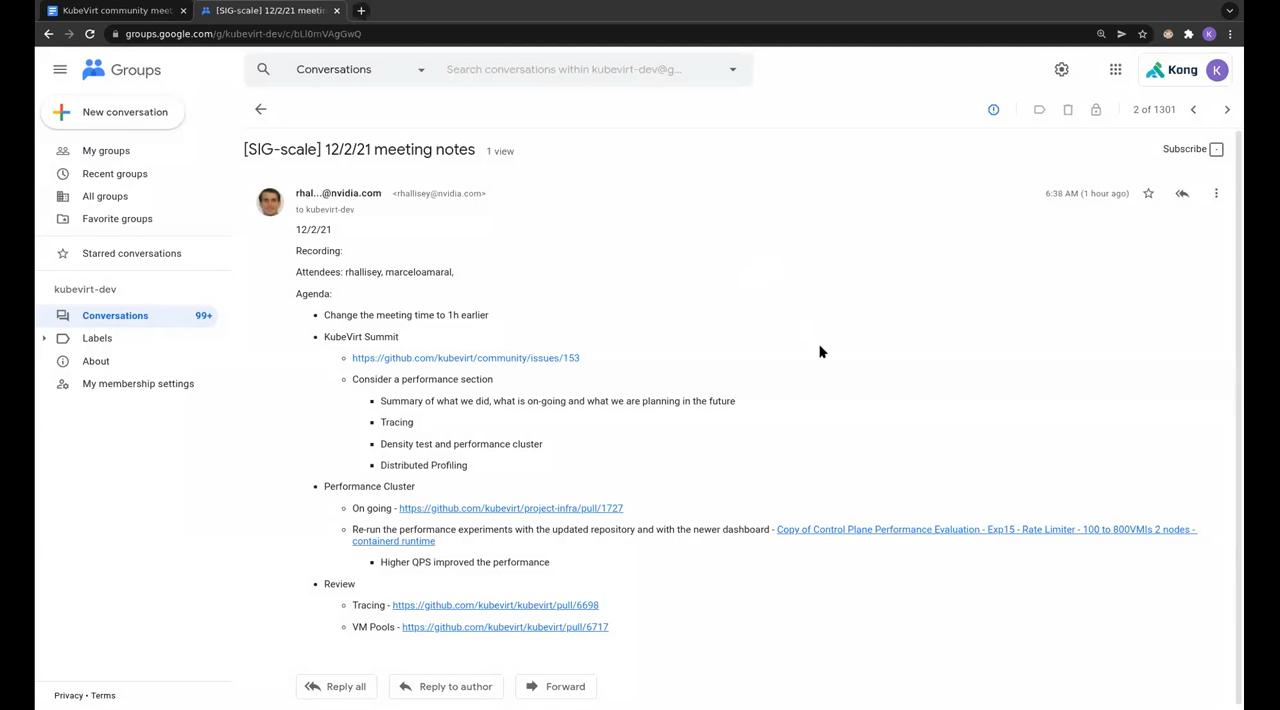 KubeVirt community meet
[SIG-scale] 12/2/21 meetin
groups.google.com/g/kubevirt-dev/c/bLl0mVAgGwQ
K
Groups
Conversations
Search conversations within kubevirt-dev@g...
Kong
K
New conversation
2 of 1301
My groups
Recent groups
All groups
Favorite groups
Starred conversations
kubevirt-dev
Conversations
99+
Labels
About
My membership settings
Privacy • Terms
[SIG-scale] 12/2/21 meeting notes
1 view
Subscribe
rhal...@nvidia.com <rhallisey@nvidia.com>
6:38 AM (1 hour ago)
to kubevirt-dev
12/2/21
Recording:
Attendees: rhallisey, marceloamaral,
Agenda:
Change the meeting time to 1h earlier
KubeVirt Summit
https://github.com/kubevirt/community/issues/153
Consider a performance section
Summary of what we did, what is on-going and what we are planning in the future
Tracing
Density test and performance cluster
Distributed Profiling
Performance Cluster
On going - https://github.com/kubevirt/project-infra/pull/1727
Re-run the performance experiments with the updated repository and with the newer dashboard - Copy of Control Plane Performance Evaluation - Exp15 - Rate Limiter - 100 to 800VMIs 2 nodes -
containerd runtime
Higher QPS improved the performance
Review
Tracing - https://github.com/kubevirt/kubevirt/pull/6698
VM Pools - https://github.com/kubevirt/kubevirt/pull/6717
Reply all
Reply to author
Forward